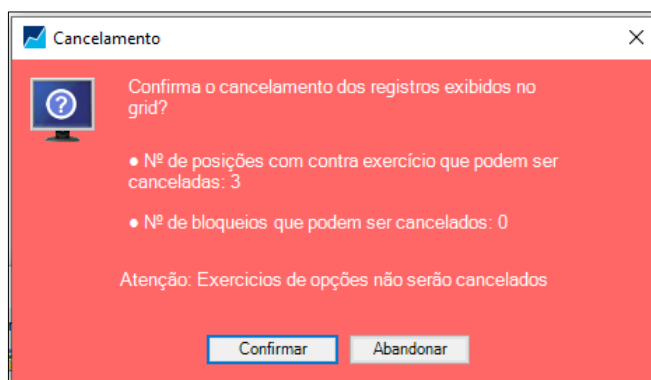 Cancelamento
Confirma o cancelamento dos registros exibidos no
grid?
● Nº de posições com contra exercício que podem ser
canceladas: 3
● Nº de bloqueios que podem ser cancelados: 0
Atenção: Exercicios de opções não serão cancelados
Confirmar Abandonar